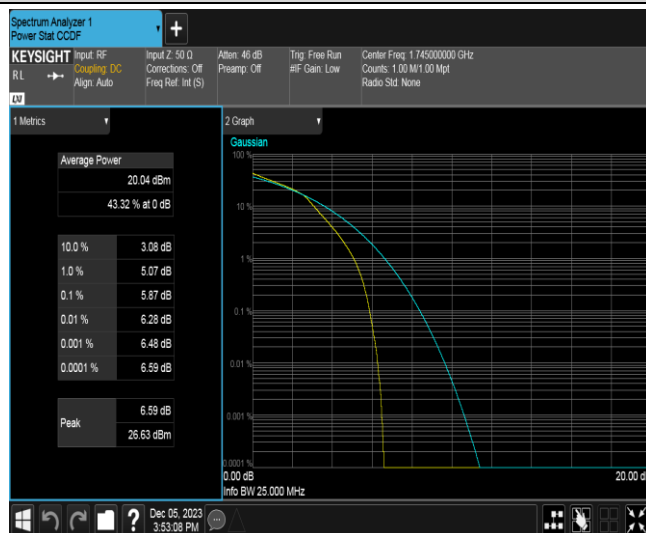 Spectrum Analyzer 1
Power Stat CCDF
+
KEYSIGHT
RL
LXI
Input: RF
Coupling: DC
Align: Auto
Input Z: 50 Ω
Corrections: Off
Freq Ref: Int (S)
Atten: 46 dB
Preamp: Off
Trig: Free Run
#IF Gain: Low
Center Freq: 1.745000000 GHz
Counts: 1.00 M/1.00 Mpt
Radio Std: None
1 Metrics
Average Power
20.04 dBm
43.32 % at 0 dB
10.0 % 3.08 dB
1.0 % 5.07 dB
0.1 % 5.87 dB
0.01 % 6.28 dB
0.001 % 6.48 dB
0.0001 % 6.59 dB
Peak 6.59 dB
26.63 dBm
2 Graph
Gaussian
100 %
10 %
1 %
0.1 %
0.01 %
0.001 %
0.0001 %
0.00 dB
20.00 d
Info BW 25.000 MHz
?
Dec 05, 2023
3:53:08 PM